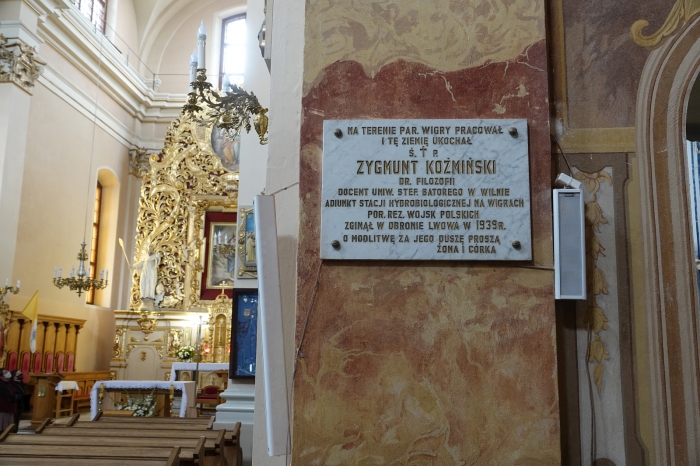 NA TERENIE PAR. WIGRY PRACOWAŁ
I TĘ ZIEMIĘ UKOCHAŁ
Ś. † P.
ZYGMUNT KOŹMIŃSKI
DR. FILOZOFII
DOCENT UNIW. STEF. BATOREGO W WILNIE
ADIUNKT STACJI HYDROBIOLOGICZNEJ NA WIGRACH
POR. REZ. WOJSK POLSKICH
ZGINĄŁ W OBRONIE LWOWA W 1939 R.
O MODLITWĘ ZA JEGO DUSZĘ PROSZĄ
ŻONA I CÓRKA